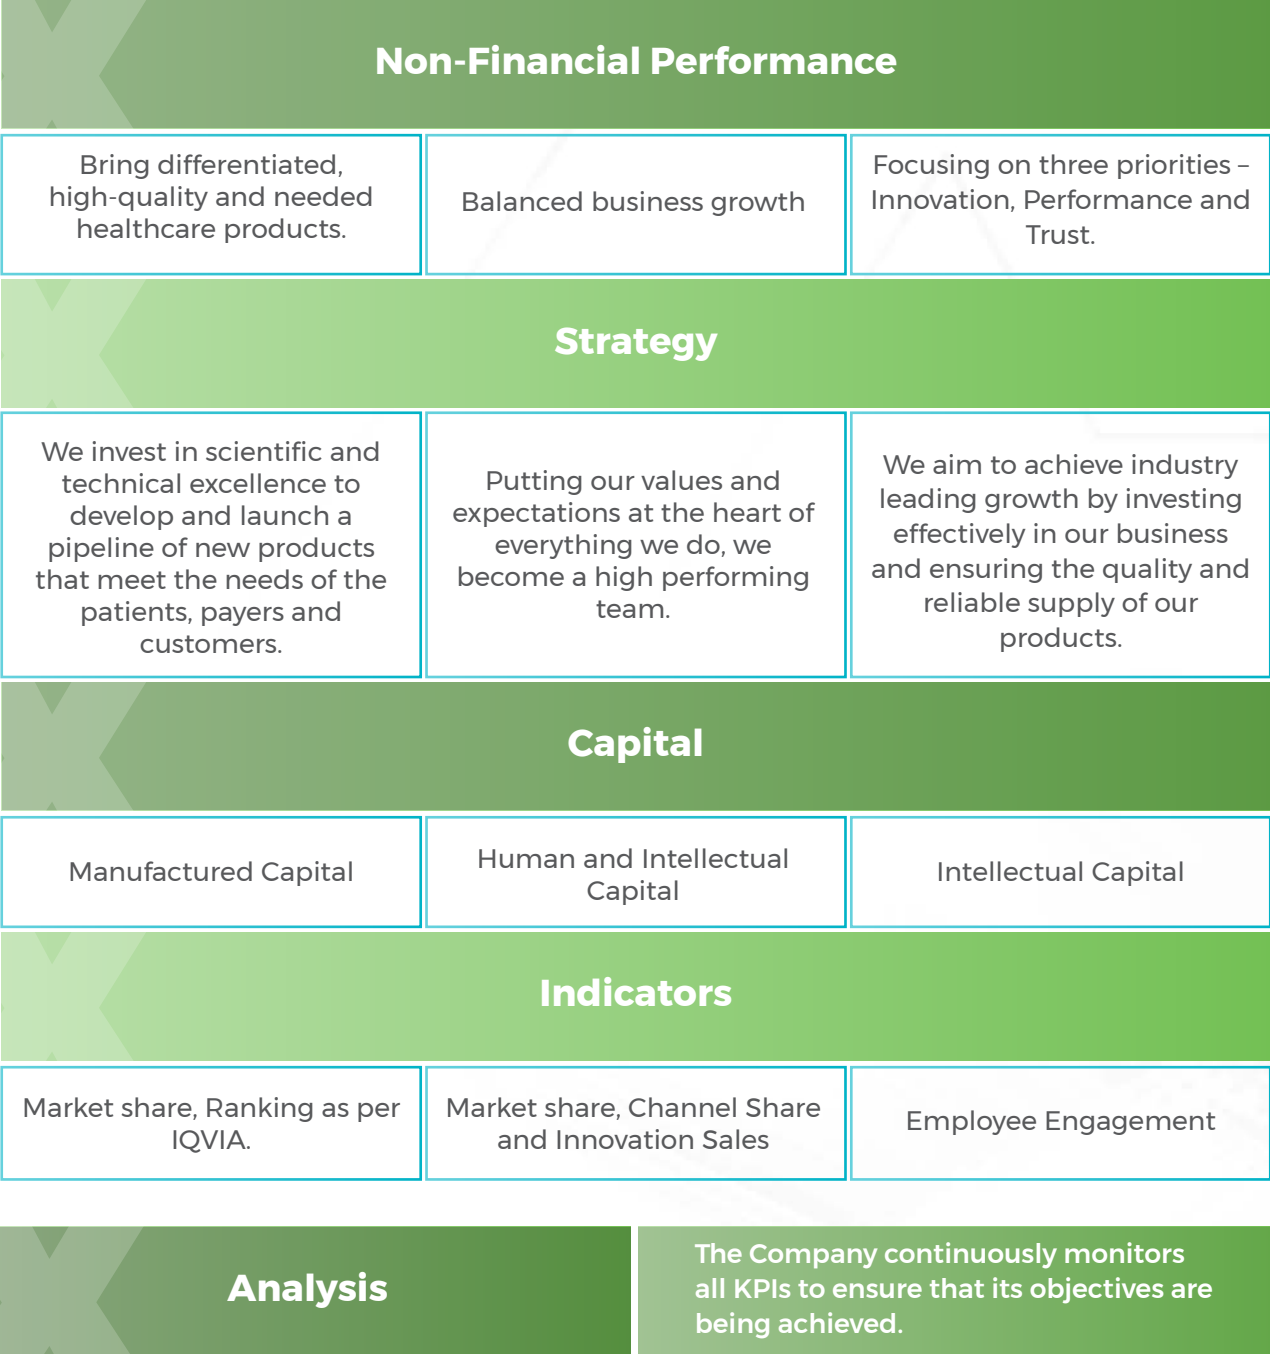 Non-Financial Performance
Bring differentiated,
high-quality and needed
healthcare products.
Balanced business growth
Focusing on three priorities –
Innovation, Performance and
Trust.
Strategy
We invest in scientific and
technical excellence to
develop and launch a
pipeline of new products
that meet the needs of the
patients, payers and
customers.
Putting our values and
expectations at the heart of
everything we do, we
become a high performing
team.
We aim to achieve industry
leading growth by investing
effectively in our business
and ensuring the quality and
reliable supply of our
products.
Capital
Manufactured Capital
Human and Intellectual
Capital
Intellectual Capital
Indicators
Market share, Ranking as per
IQVIA.
Market share, Channel Share
and Innovation Sales
Employee Engagement
Analysis
The Company continuously monitors
all KPIs to ensure that its objectives are
being achieved.